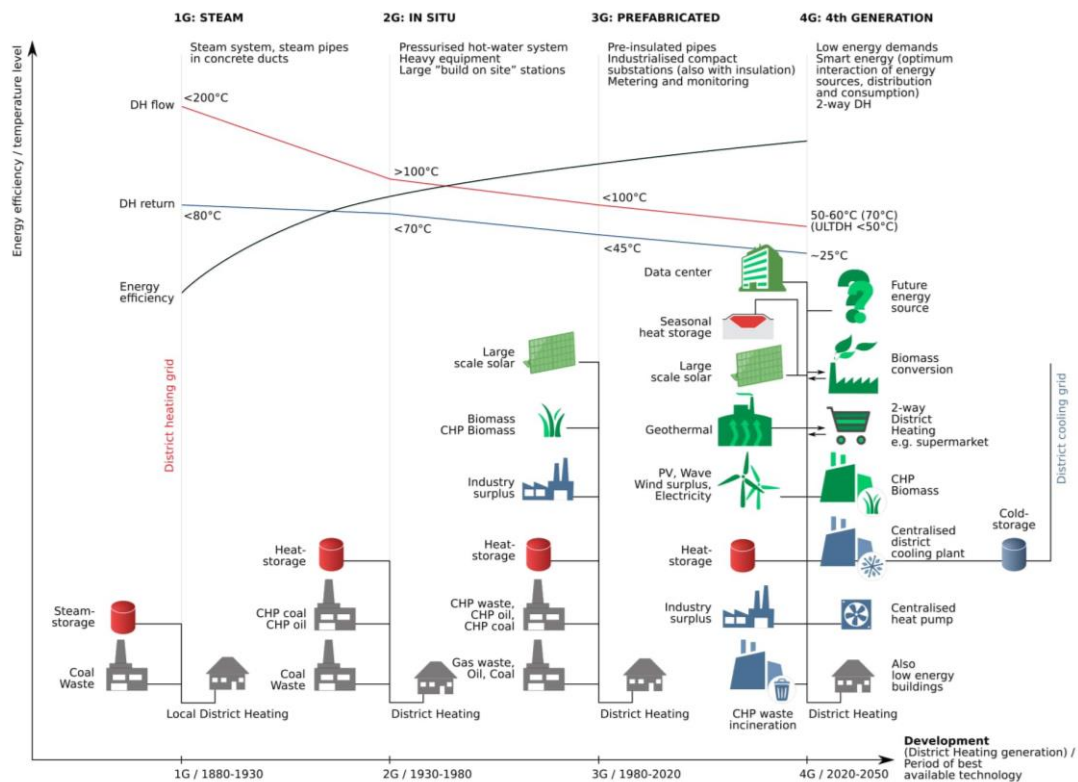 1G: STEAM
2G: IN SITU
3G: PREFABRICATED
4G: 4th GENERATION
Steam system, steam pipes
in concrete ducts
Pressurised hot-water system
Heavy equipment
Large “build on site” stations
Pre-insulated pipes
Industrialised compact
substations (also with insulation)
Metering and monitoring
Low energy demands
Smart energy (optimum
interaction of energy
sources, distribution
and consumption)
2-way DH
Energy efficiency / temperature level
DH flow
<200°C
>100°C
<100°C
50-60°C (70°C)
(ULTDH <50°C)
DH return
<80°C
<70°C
<45°C
~25°C
Energy
efficiency
District heating grid
Steam-
storage
Coal
Waste
Local District Heating
Heat-
storage
CHP coal
CHP oil
Coal
Waste
District Heating
Large
scale solar
Biomass
CHP Biomass
Industry
surplus
Heat-
storage
CHP waste,
CHP oil,
CHP coal
Gas waste,
Oil, Coal
District Heating
Data center
Seasonal
heat storage
Large
scale solar
Geothermal
PV, Wave
Wind surplus,
Electricity
Heat-
storage
Industry
surplus
CHP waste
incineration
Future
energy
source
Biomass
conversion
2-way
District
Heating
e.g. supermarket
CHP
Biomass
Centralised
district
cooling plant
Centralised
heat pump
Also
low energy
buildings
District Heating
Cold-
storage
District cooling grid
1G / 1880-1930
2G / 1930-1980
3G / 1980-2020
4G / 2020-2050
Development
(District Heating generation) /
Period of best
available technology